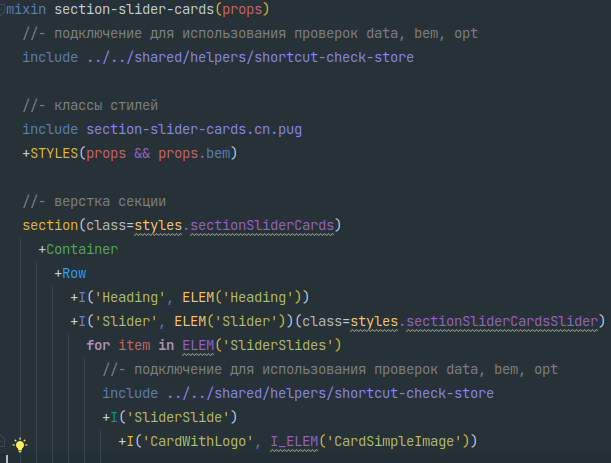 mixin section-slider-cards(props)
//- подключение для использования проверок data, bem, opt
include ../../shared/helpers/shortcut-check-store
//- классы стилей
include section-slider-cards.cn.pug
+STYLES(props && props.bem)
//- верстка секции
section(class=styles.sectionSliderCards)
+Container
+Row
+I('Heading', ELEM('Heading'))
+I('Slider', ELEM('Slider'))(class=styles.sectionSliderCardsSlider)
for item in ELEM('SliderSlides')
//- подключение для использования проверок data, bem, opt
include ../../shared/helpers/shortcut-check-store
+I('SliderSlide')
+I('CardWithLogo', I_ELEM('CardSimpleImage'))